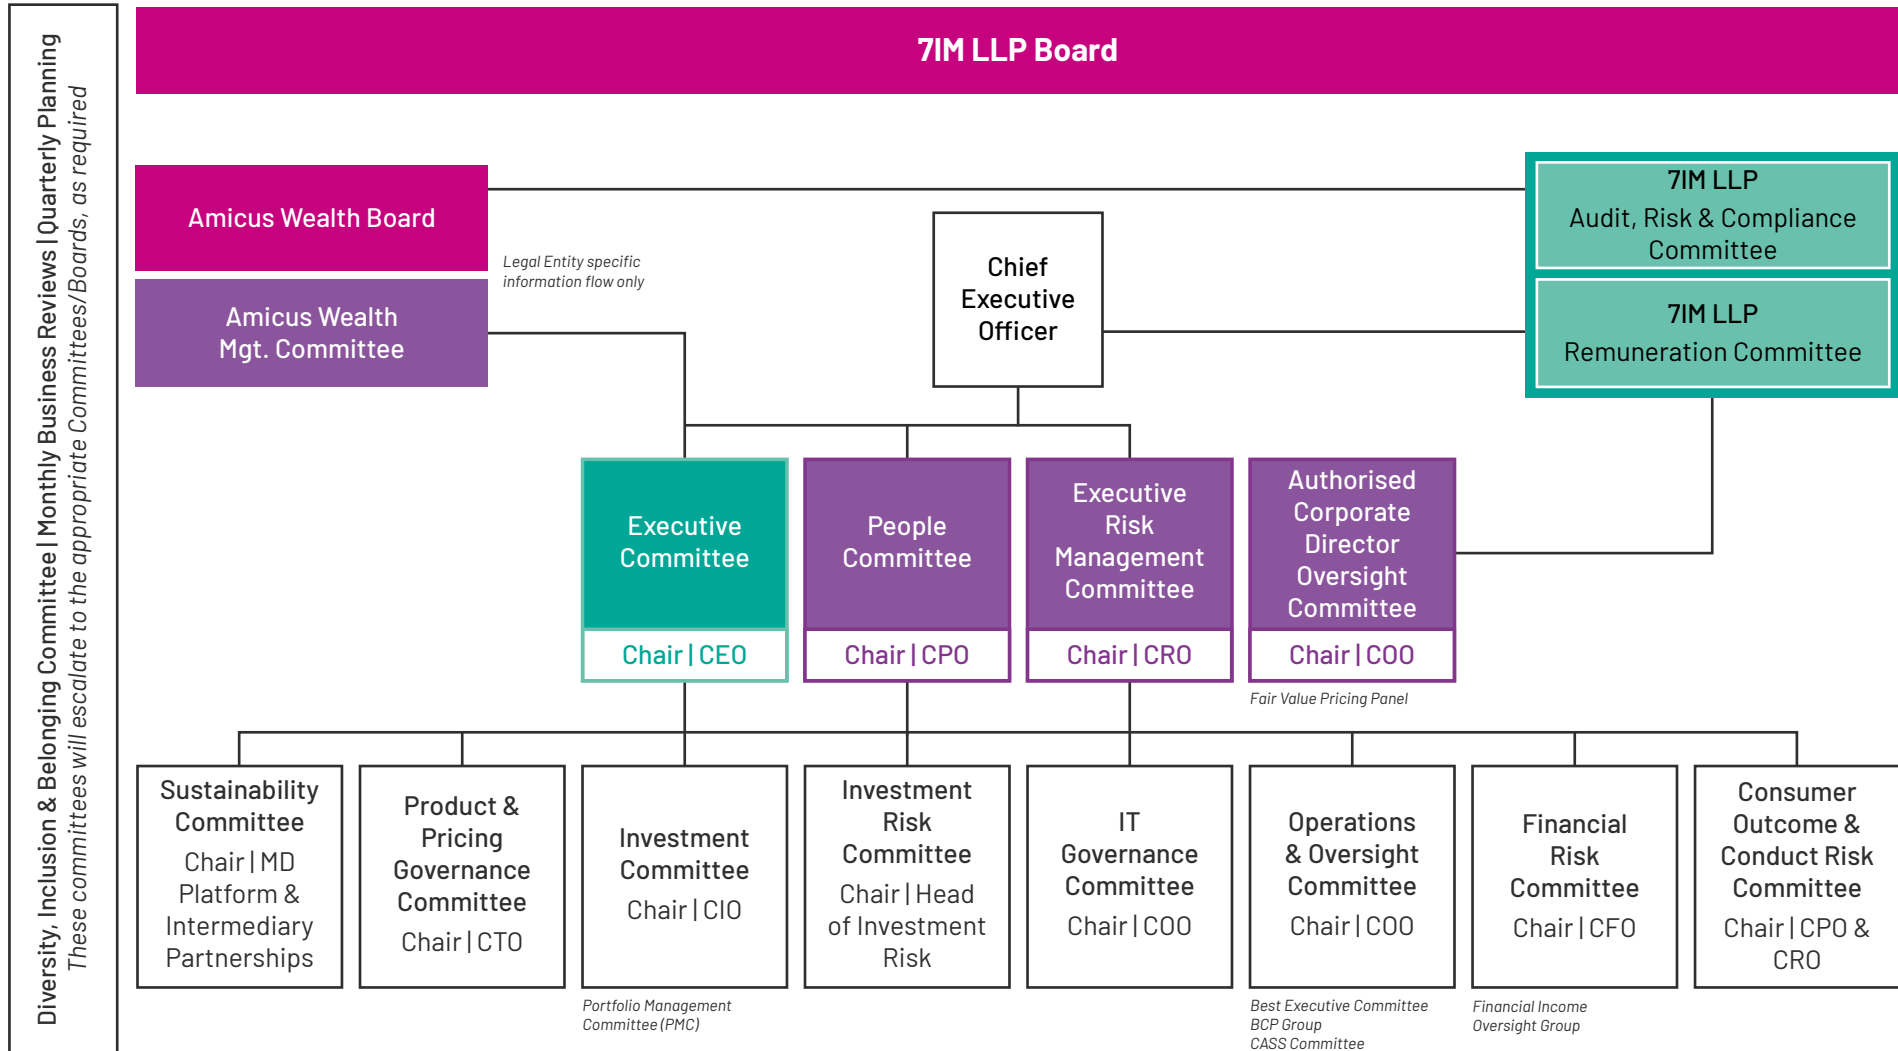 Diversity, Inclusion & Belonging Committee | Monthly Business Reviews | Quarterly Planning
These committees will escalate to the appropriate Committees/Boards, as required
7IM LLP Board
Amicus Wealth Board
Legal Entity specific
information flow only
Amicus Wealth
Mgt. Committee
Chief
Executive
Officer
7IM LLP
Audit, Risk & Compliance
Committee
7IM LLP
Remuneration Committee
Executive
Committee
Chair | CEO
People
Committee
Chair | CPO
Executive
Risk
Management
Committee
Chair | CRO
Authorised
Corporate
Director
Oversight
Committee
Chair | COO
Fair Value Pricing Panel
Sustainability
Committee
Chair | MD
Platform &
Intermediary
Partnerships
Product &
Pricing
Governance
Committee
Chair | CTO
Investment
Committee
Chair | CIO
Portfolio Management
Committee (PMC)
Investment
Risk
Committee
Chair | Head
of Investment
Risk
IT
Governance
Committee
Chair | COO
Operations
& Oversight
Committee
Chair | COO
Best Executive Committee
BCP Group
CASS Committee
Financial
Risk
Committee
Chair | CFO
Financial Income
Oversight Group
Consumer
Outcome &
Conduct Risk
Committee
Chair | CPO &
CRO